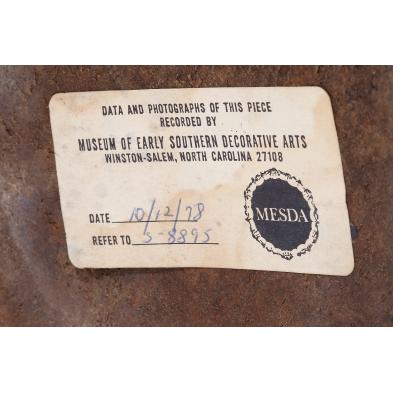 DATA AND PHOTOGRAPHS OF THIS PIECE
RECORDED BY
MUSEUM OF EARLY SOUTHERN DECORATIVE ARTS
WINSTON-SALEM, NORTH CAROLINA 27108
DATE 10/12/78
REFER TO S-8895
MESDA